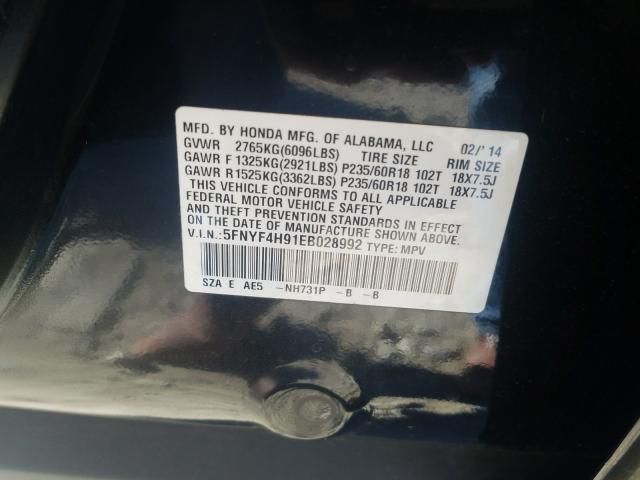 MFD. BY HONDA MFG. OF ALABAMA, LLC 02/'14
GVWR 2765KG(6096LBS) TIRE SIZE RIM SIZE
GAWR F 1325KG(2921LBS) P235/60R18 102T 18X7.5J
GAWR R1525KG(3362LBS) P235/60R18 102T 18X7.5J
THIS VEHICLE CONFORMS TO ALL APPLICABLE
FEDERAL MOTOR VEHICLE SAFETY
AND THEFT PREVENTION STANDARDS IN EFFECT
ON THE DATE OF MANUFACTURE SHOWN ABOVE.
V.I.N.:5FNYF4H91EB028992 TYPE: MPV
SZA E AE5 -NH731P -B -B